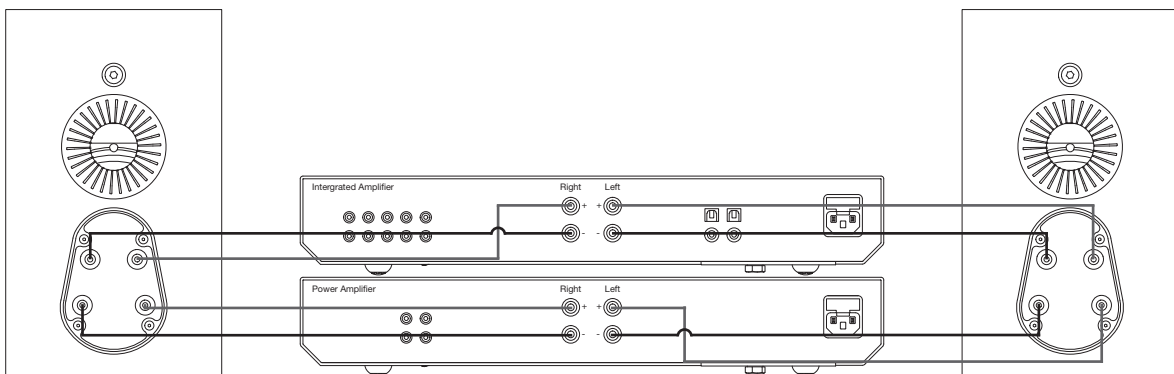 Intergrated Amplifier Right Left
+ +
- -
Power Amplifier Right Left
+ +
- -